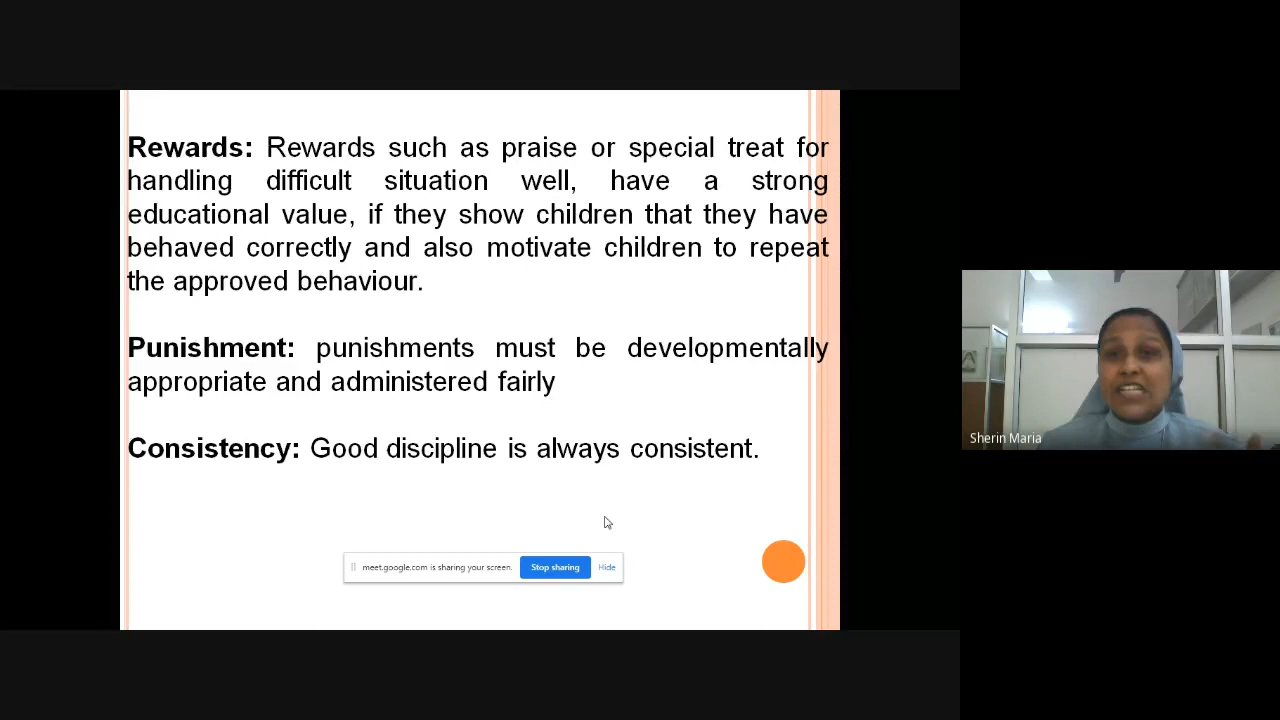 Rewards: Rewards such as praise or special treat for
handling difficult situation well, have a strong
educational value, if they show children that they have
behaved correctly and also motivate children to repeat
the approved behaviour.
Punishment: punishments must be developmentally
appropriate and administered fairly
Consistency: Good discipline is always consistent.
meet.google.com is sharing your screen. Stop sharing Hide
Sherin Maria